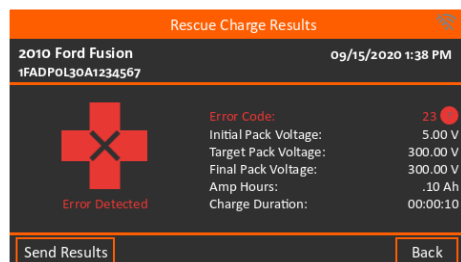 Rescue Charge Results
2010 Ford Fusion 09/15/2020 1:38 PM
1FADP0L30A1234567
Error Code: 23
Initial Pack Voltage: 5.00 V
Target Pack Voltage: 300.00 V
Final Pack Voltage: 300.00 V
Amp Hours: .10 Ah
Error Detected Charge Duration: 00:00:10
Send Results Back